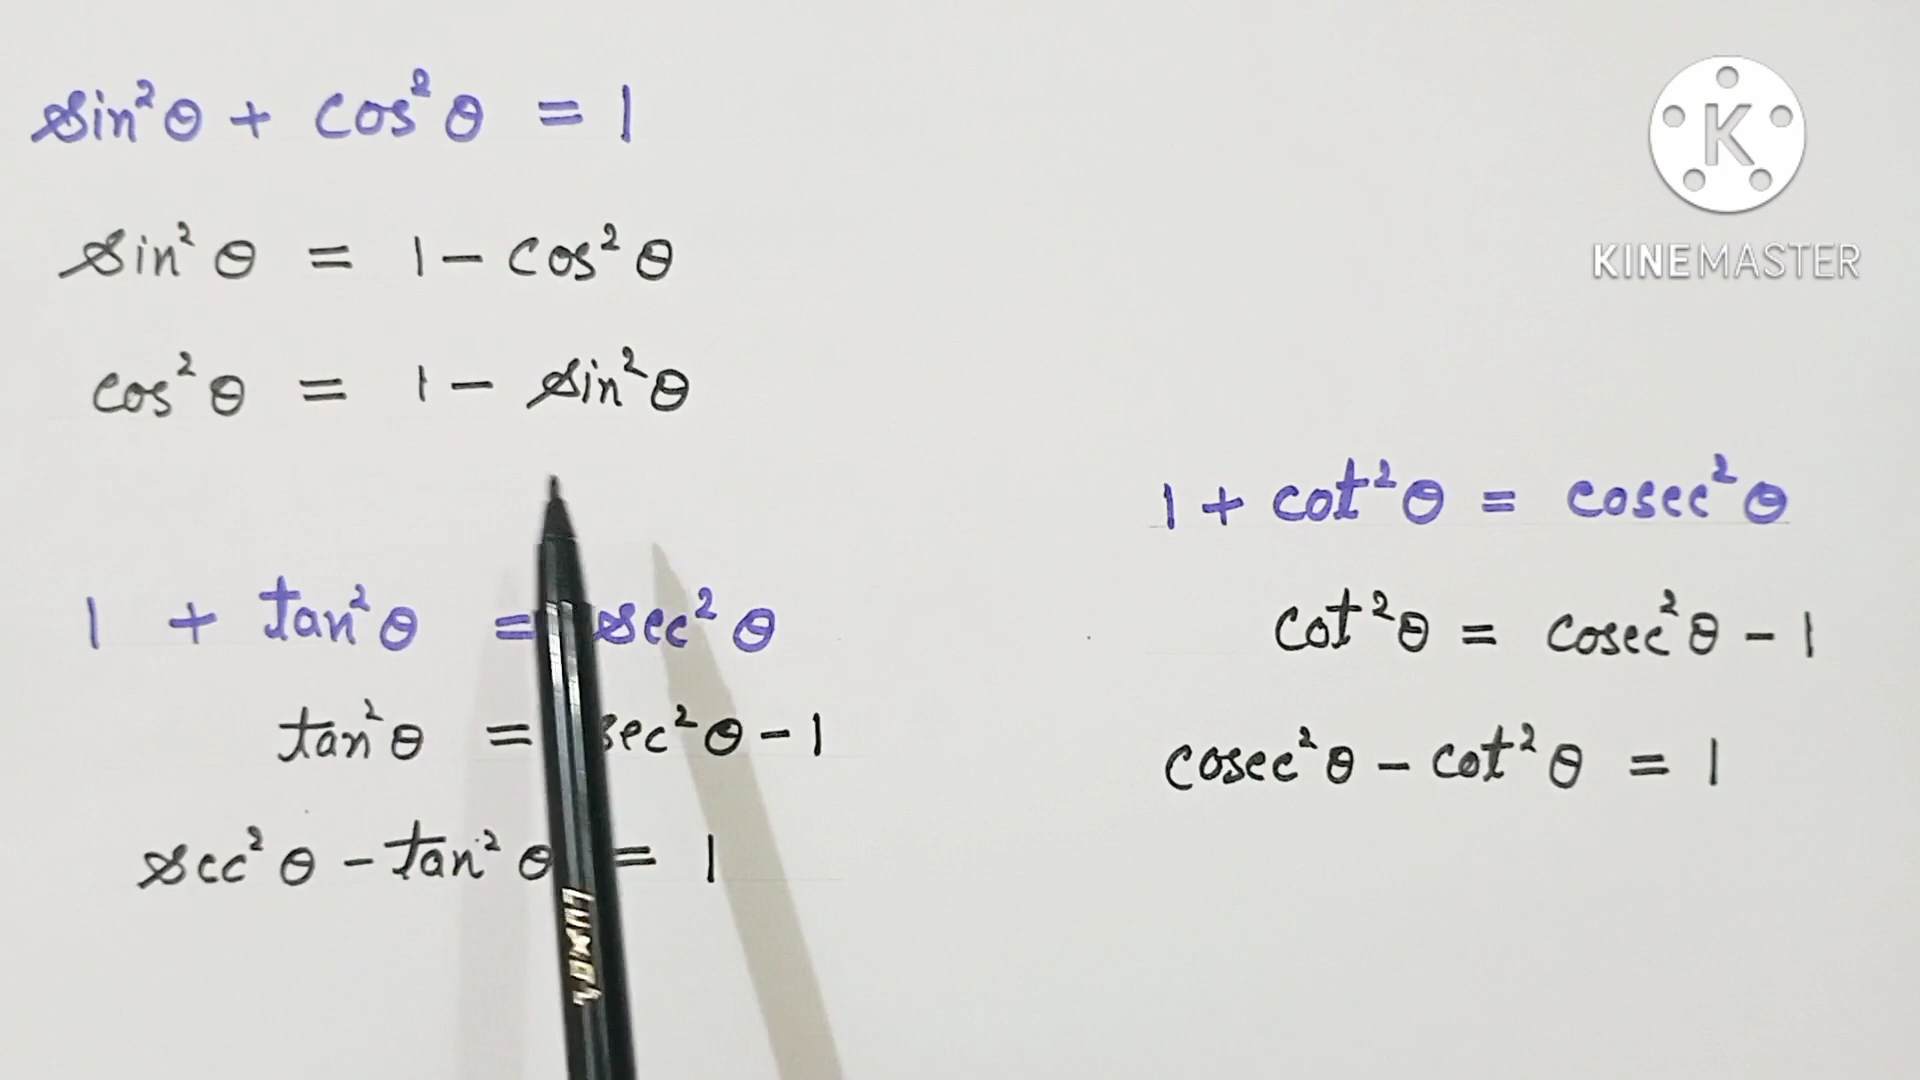 sin²θ + cos²θ = 1
sin²θ = 1 - cos²θ
cos²θ = 1 - sin²θ
1 + tan²θ = sec²θ
tan²θ = sec²θ - 1
sec²θ - tan²θ = 1
1 + cot²θ = cosec²θ
cot²θ = cosec²θ - 1
cosec²θ - cot²θ = 1
K
KINEMASTER
LUXOR